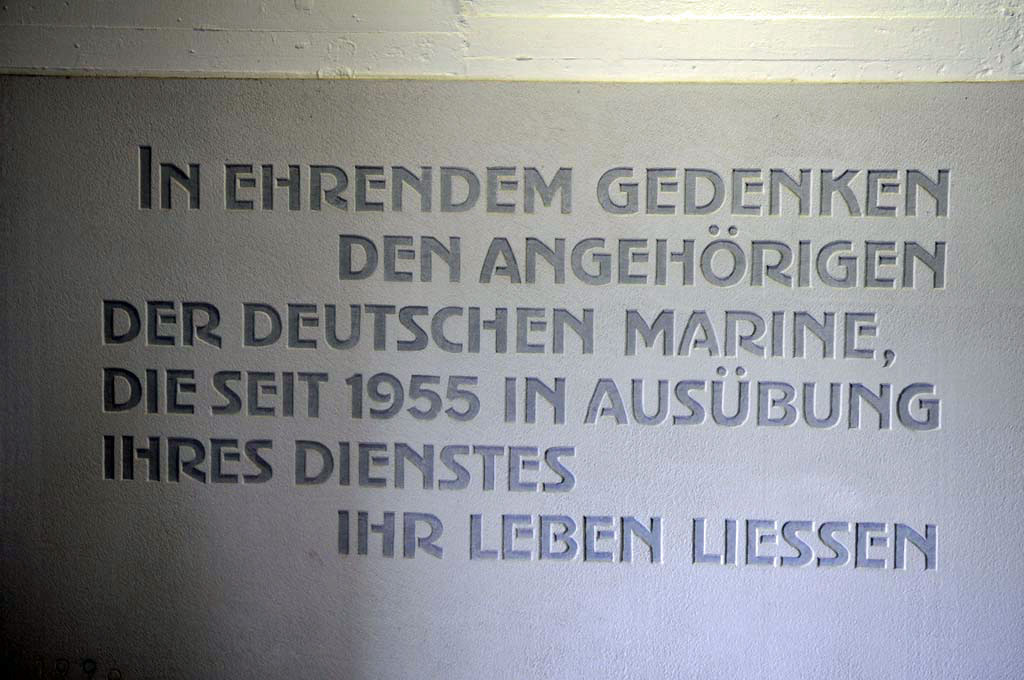 IN EHRENDEM GEDENKEN
DEN ANGEHÖRIGEN
DER DEUTSCHEN MARINE,
DIE SEIT 1955 IN AUSÜBUNG
IHRES DIENSTES
IHR LEBEN LIESSEN